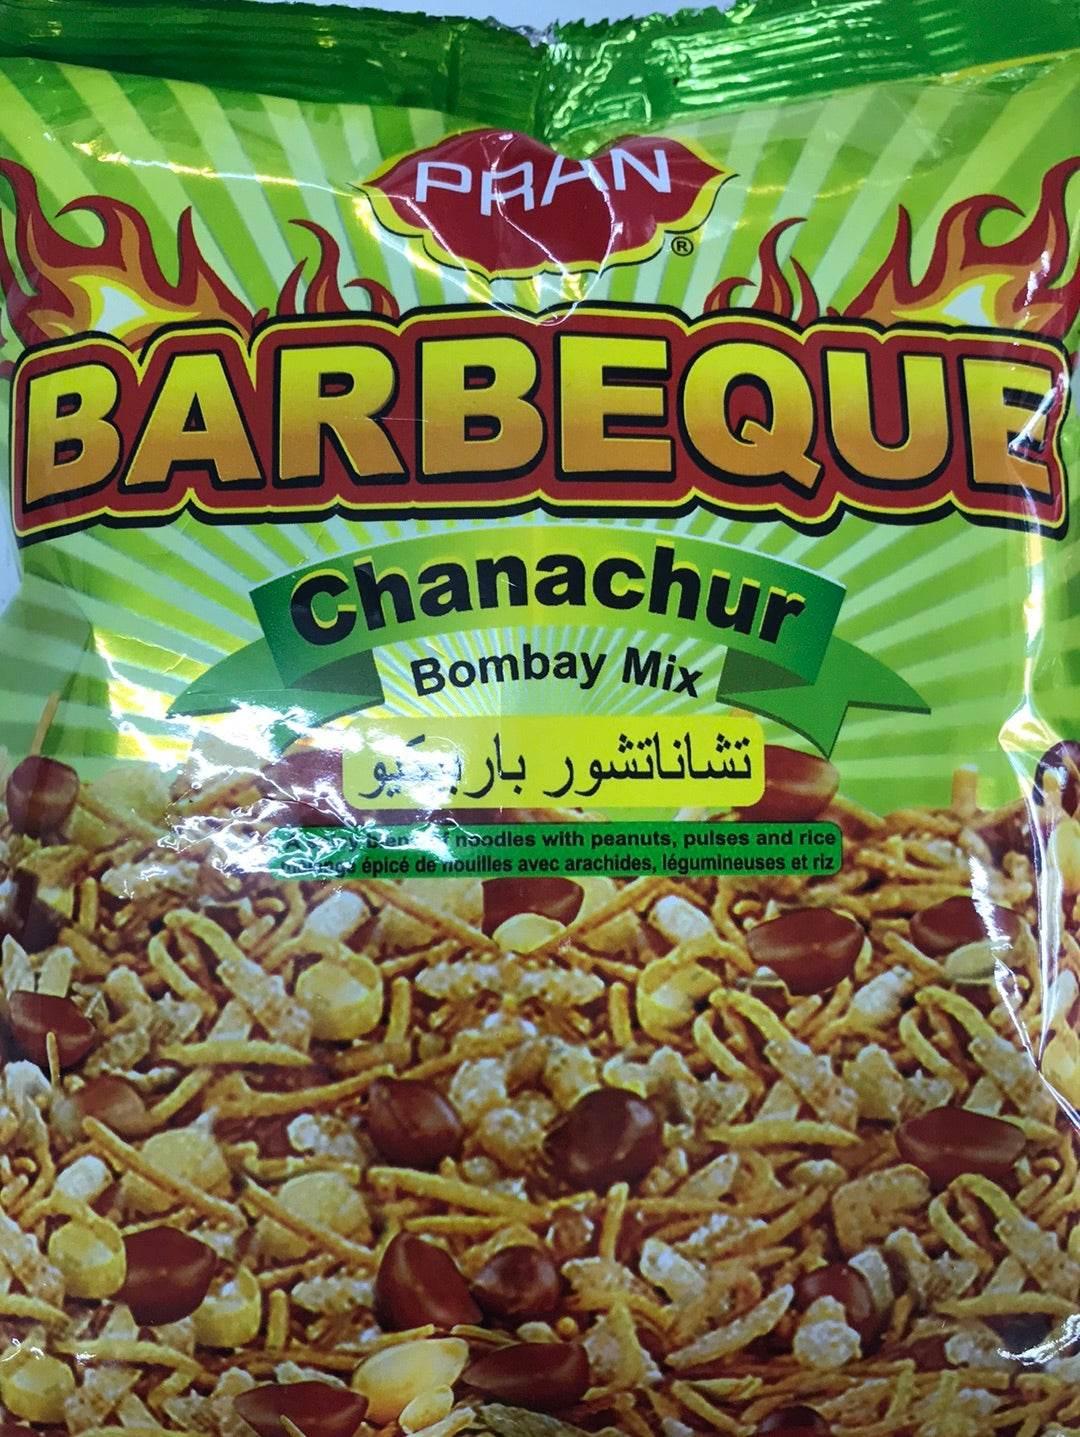 PRAN
®
BARBEQUE
Chanachur
Bombay Mix
تشاناتشور باربكيو
noodles with peanuts, pulses and rice
épicé de nouilles avec arachides, légumineuses et riz